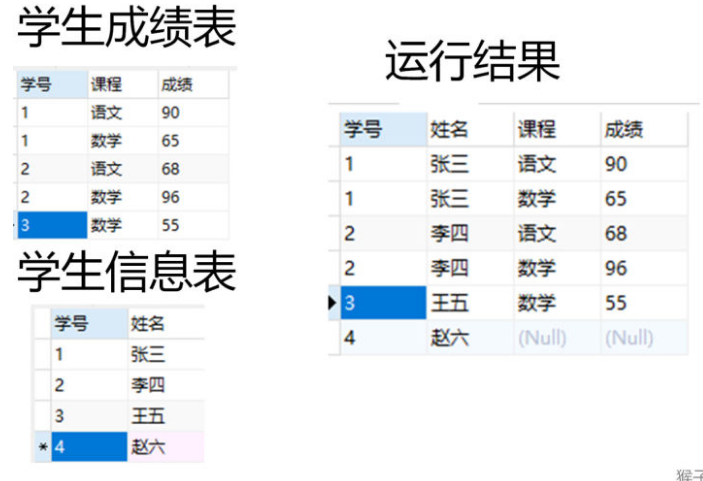 学生成绩表
学号 课程 成绩
1 语文 90
1 数学 65
2 语文 68
2 数学 96
3 数学 55
学生信息表
学号 姓名
1 张三
2 李四
3 王五
* 4 赵六
运行结果
学号 姓名 课程 成绩
1 张三 语文 90
1 张三 数学 65
2 李四 语文 68
2 李四 数学 96
3 王五 数学 55
4 赵六 (Null) (Null)
猴子